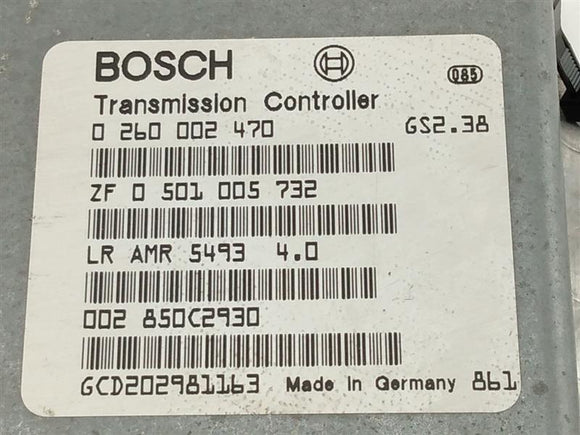 BOSCH
085
Transmission Controller
0 260 002 470 GS2.38
ZF 0 501 005 732
LR AMR 5493 4.0
002 850C2930
GCD202981163 Made in Germany 861